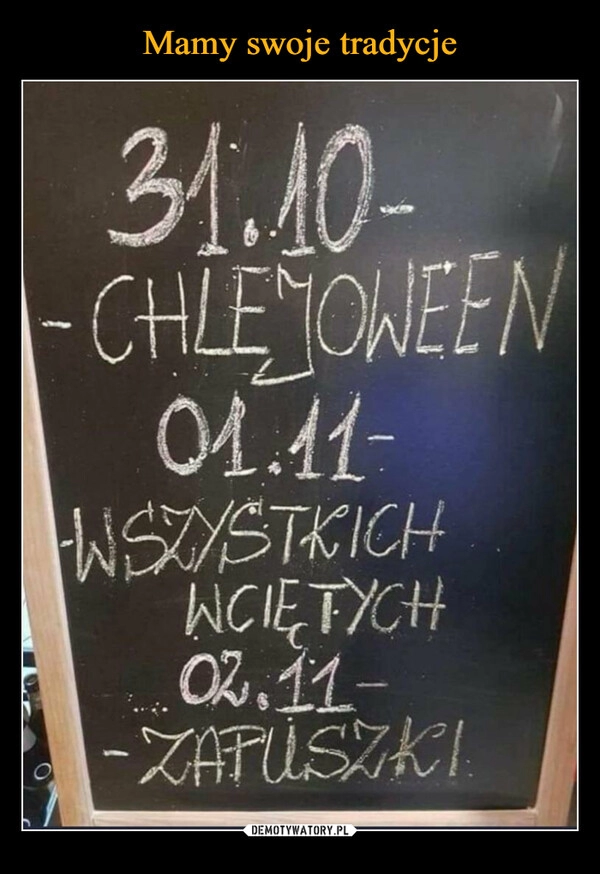 Mamy swoje tradycje
31.10-
- CHLEJOWEEN
01.11-
-WSZYSTKICH
WCIĘTYCH
02.11-
- ZAPUSZKI
DEMOTYWATORY.PL